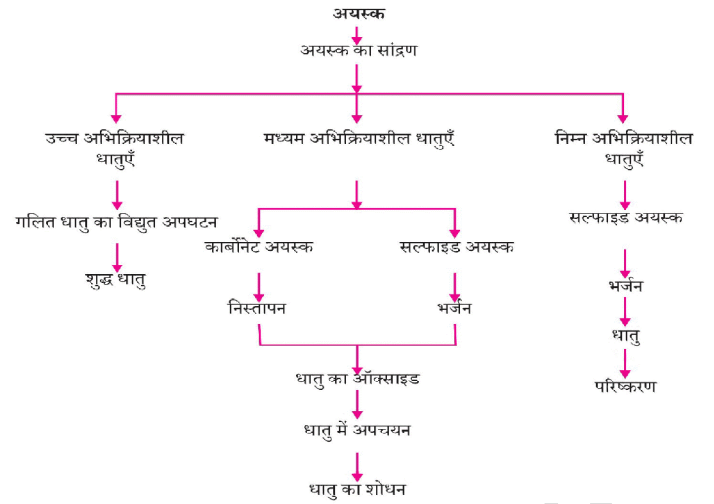 अयस्क
अयस्क का सांद्रण
उच्च अभिक्रियाशील
धातुएँ
मध्यम अभिक्रियाशील धातुएँ
निम्न अभिक्रियाशील
धातुएँ
गलित धातु का विद्युत अपघटन
शुद्ध धातु
कार्बोनेट अयस्क
सल्फाइड अयस्क
निस्तापन
भर्जन
धातु का ऑक्साइड
धातु में अपचयन
धातु का शोधन
सल्फाइड अयस्क
भर्जन
धातु
परिष्करण